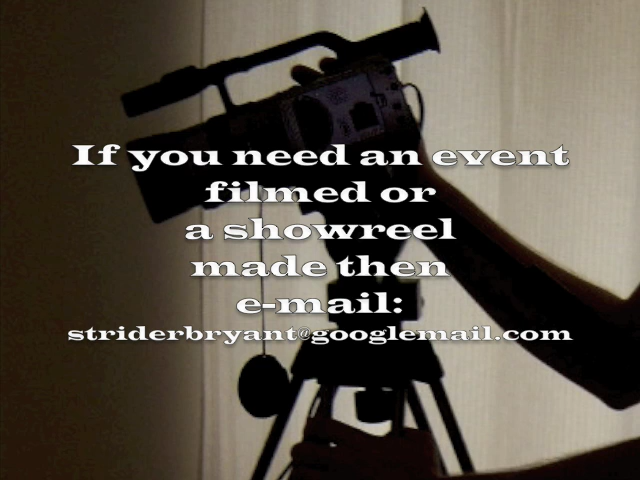 If you need an event
filmed or
a showreel
made then
e-mail:
striderbryant@googlemail.com